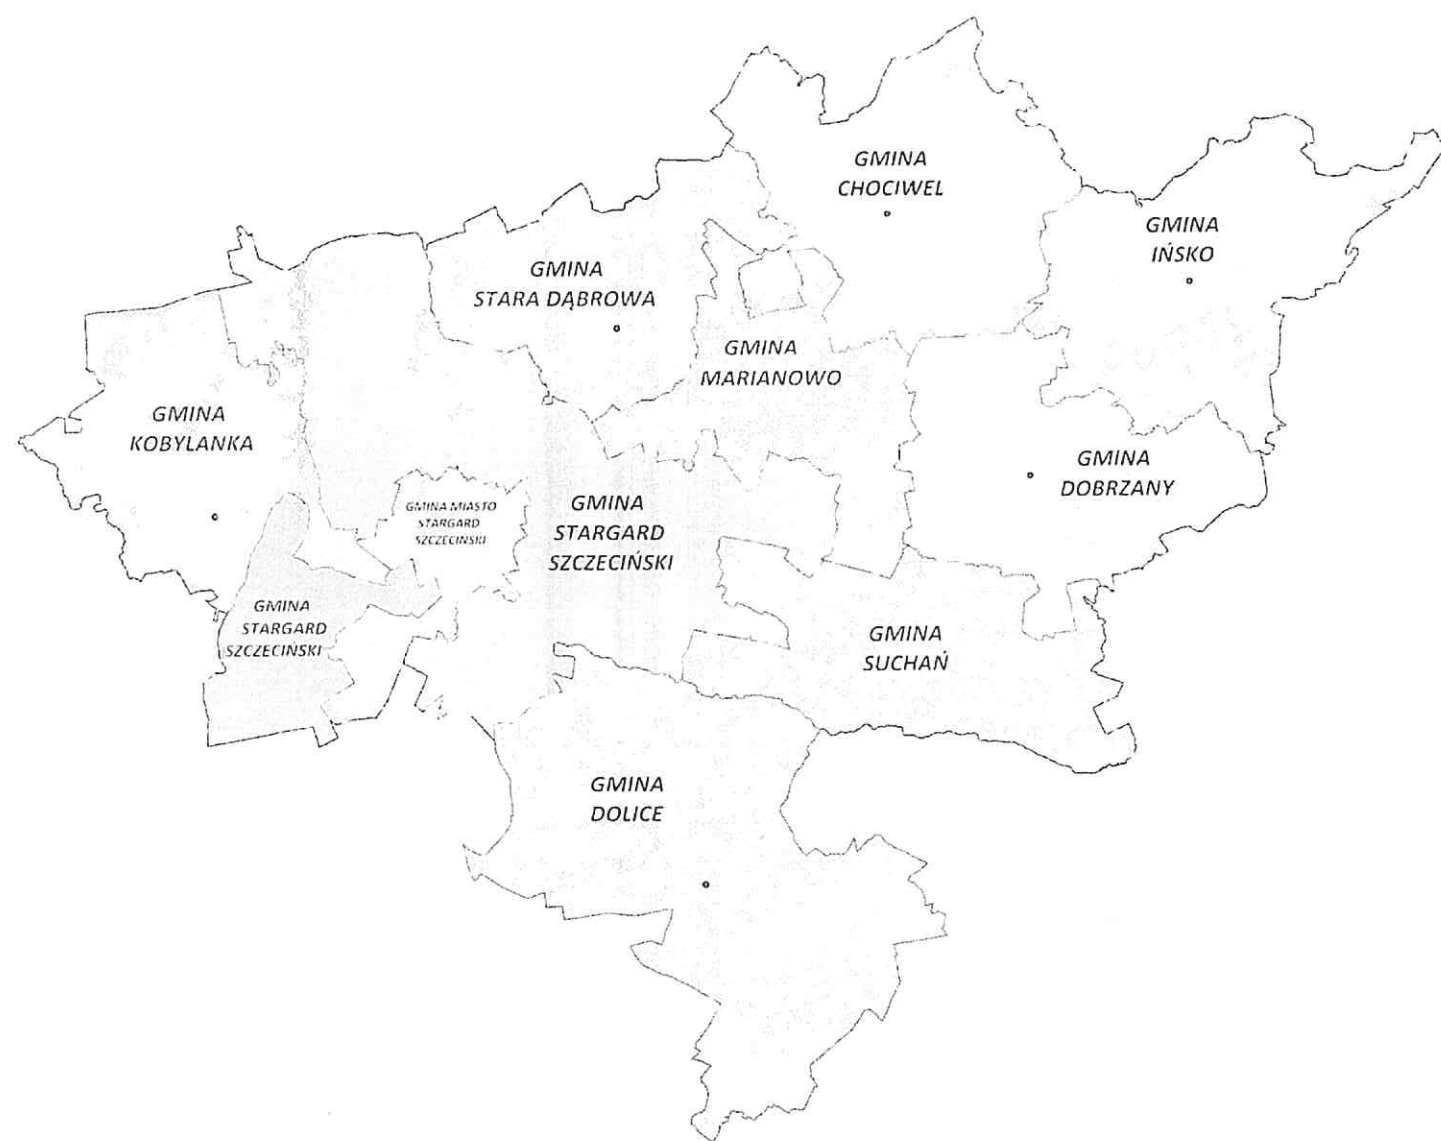 GMINA
CHOCIWEL
GMINA
IŃSKO
GMINA
STARA DĄBROWA
GMINA
MARIANOWO
GMINA
KOBYLANKA
GMINA
DOBRZANY
GMINA MIASTO
STARGARD
SZCZECIŃSKI
GMINA
STARGARD
SZCZECIŃSKI
GMINA
STARGARD
SZCZECIŃSKI
GMINA
SUCHAŃ
GMINA
DOLICE